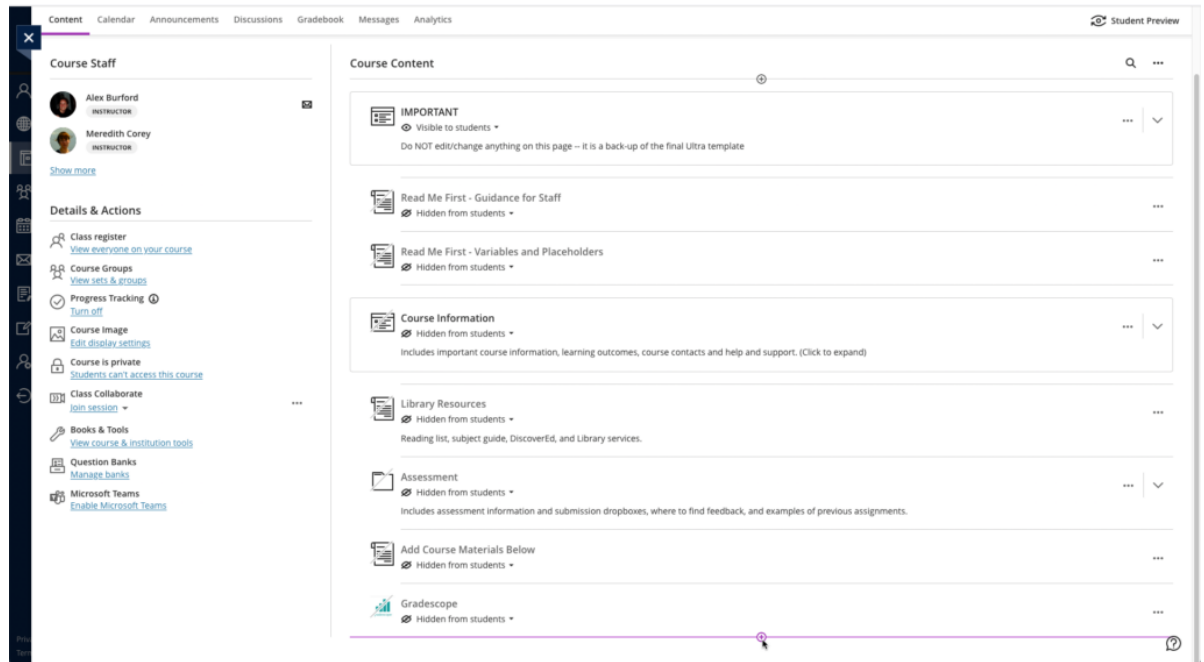 Content Calendar Announcements Discussions Gradebook Messages Analytics
Student Preview
Course Staff
Alex Burford
INSTRUCTOR
Meredith Corey
INSTRUCTOR
Show more
Details & Actions
Class register
View everyone on your course
Course Groups
View sets & groups
Progress Tracking
Turn off
Course Image
Edit display settings
Course is private
Students can't access this course
Class Collaborate
Join session
Books & Tools
View course & institution tools
Question Banks
Manage banks
Microsoft Teams
Enable Microsoft Teams
Course Content
IMPORTANT
Visible to students
Do NOT edit/change anything on this page -- it is a back-up of the final Ultra template
Read Me First - Guidance for Staff
Hidden from students
Read Me First - Variables and Placeholders
Hidden from students
Course Information
Hidden from students
Includes important course information, learning outcomes, course contacts and help and support. (Click to expand)
Library Resources
Hidden from students
Reading list, subject guide, DiscoverEd, and Library services.
Assessment
Hidden from students
Includes assessment information and submission dropboxes, where to find feedback, and examples of previous assignments.
Add Course Materials Below
Hidden from students
Gradescope
Hidden from students